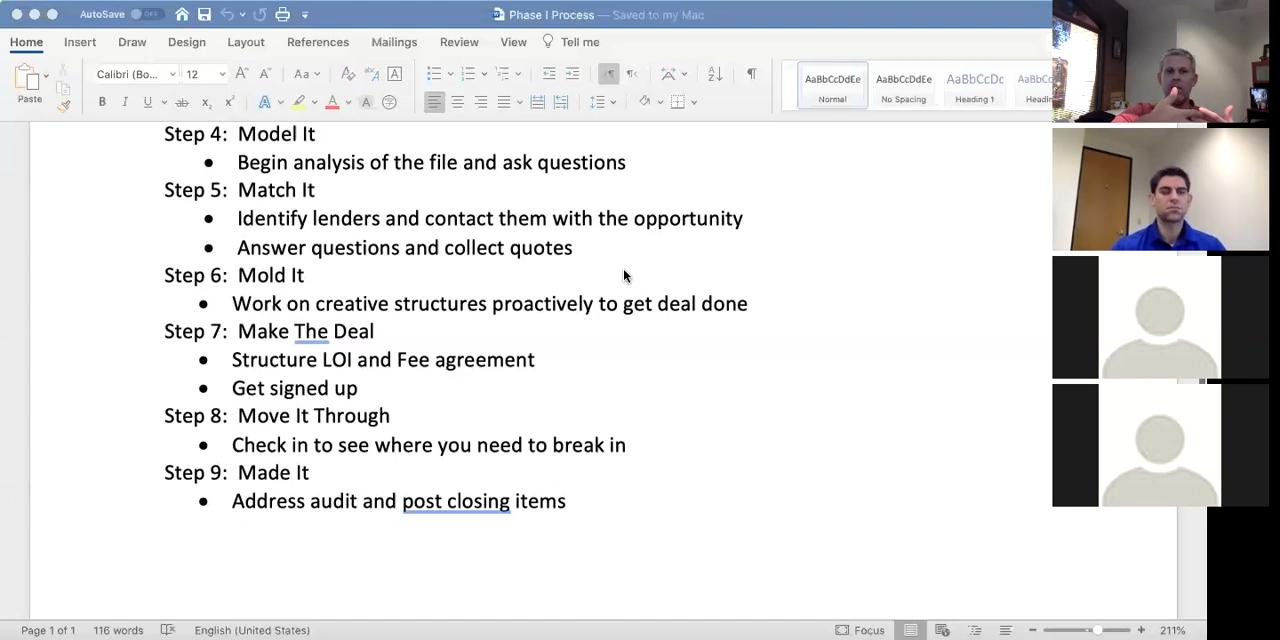 AutoSave OFF
Phase I Process — Saved to my Mac
Home Insert Draw Design Layout References Mailings Review View Tell me
Paste
Calibri (Bo... 12
Aa
AaBbCcDdEe AaBbCcDdEe AaBbCcDc AaBbCc
Normal No Spacing Heading 1 Headin
Step 4: Model It
• Begin analysis of the file and ask questions
Step 5: Match It
• Identify lenders and contact them with the opportunity
• Answer questions and collect quotes
Step 6: Mold It
• Work on creative structures proactively to get deal done
Step 7: Make The Deal
• Structure LOI and Fee agreement
• Get signed up
Step 8: Move It Through
• Check in to see where you need to break in
Step 9: Made It
• Address audit and post closing items
Page 1 of 1 116 words English (United States) Focus 211%